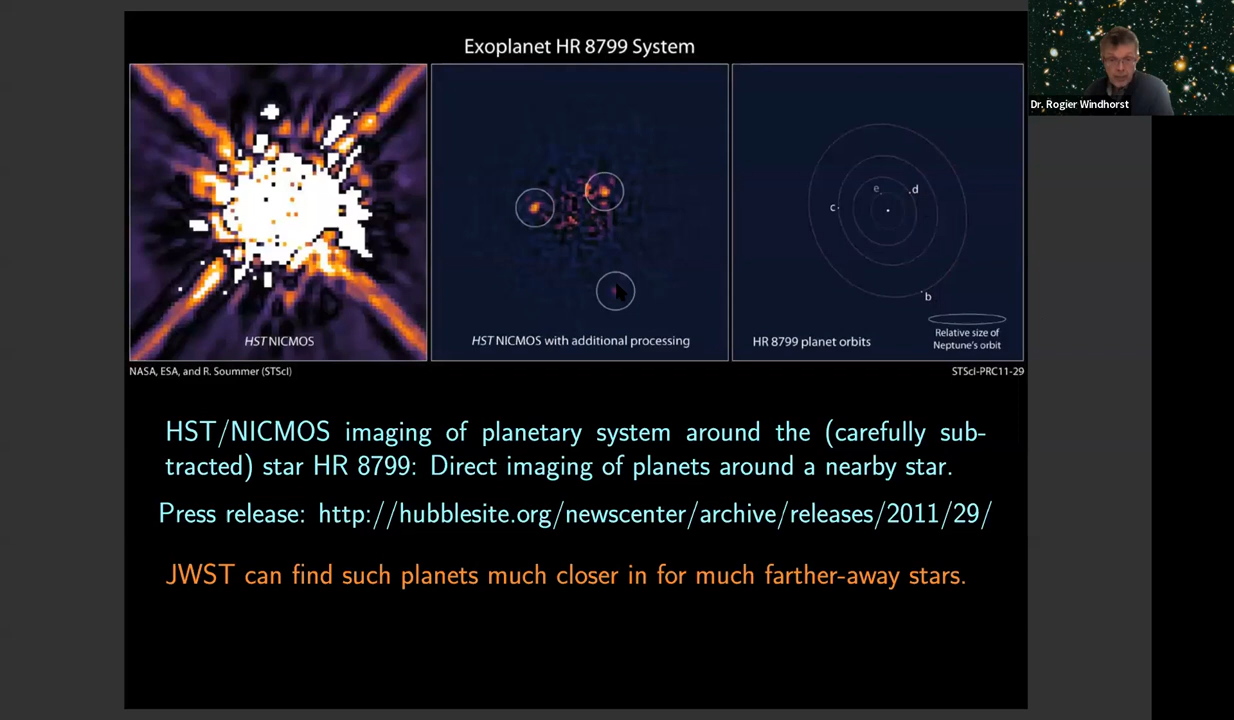 Exoplanet HR 8799 System
Dr. Rogier Windhorst
HST NICMOS
HST NICMOS with additional processing
e
d
c
b
HR 8799 planet orbits
Relative size of
Neptune's orbit
NASA, ESA, and R. Soummer (STScI)
STScI-PRC11-29
HST/NICMOS imaging of planetary system around the (carefully sub-
tracted) star HR 8799: Direct imaging of planets around a nearby star.
Press release: http://hubblesite.org/newscenter/archive/releases/2011/29/
JWST can find such planets much closer in for much farther-away stars.